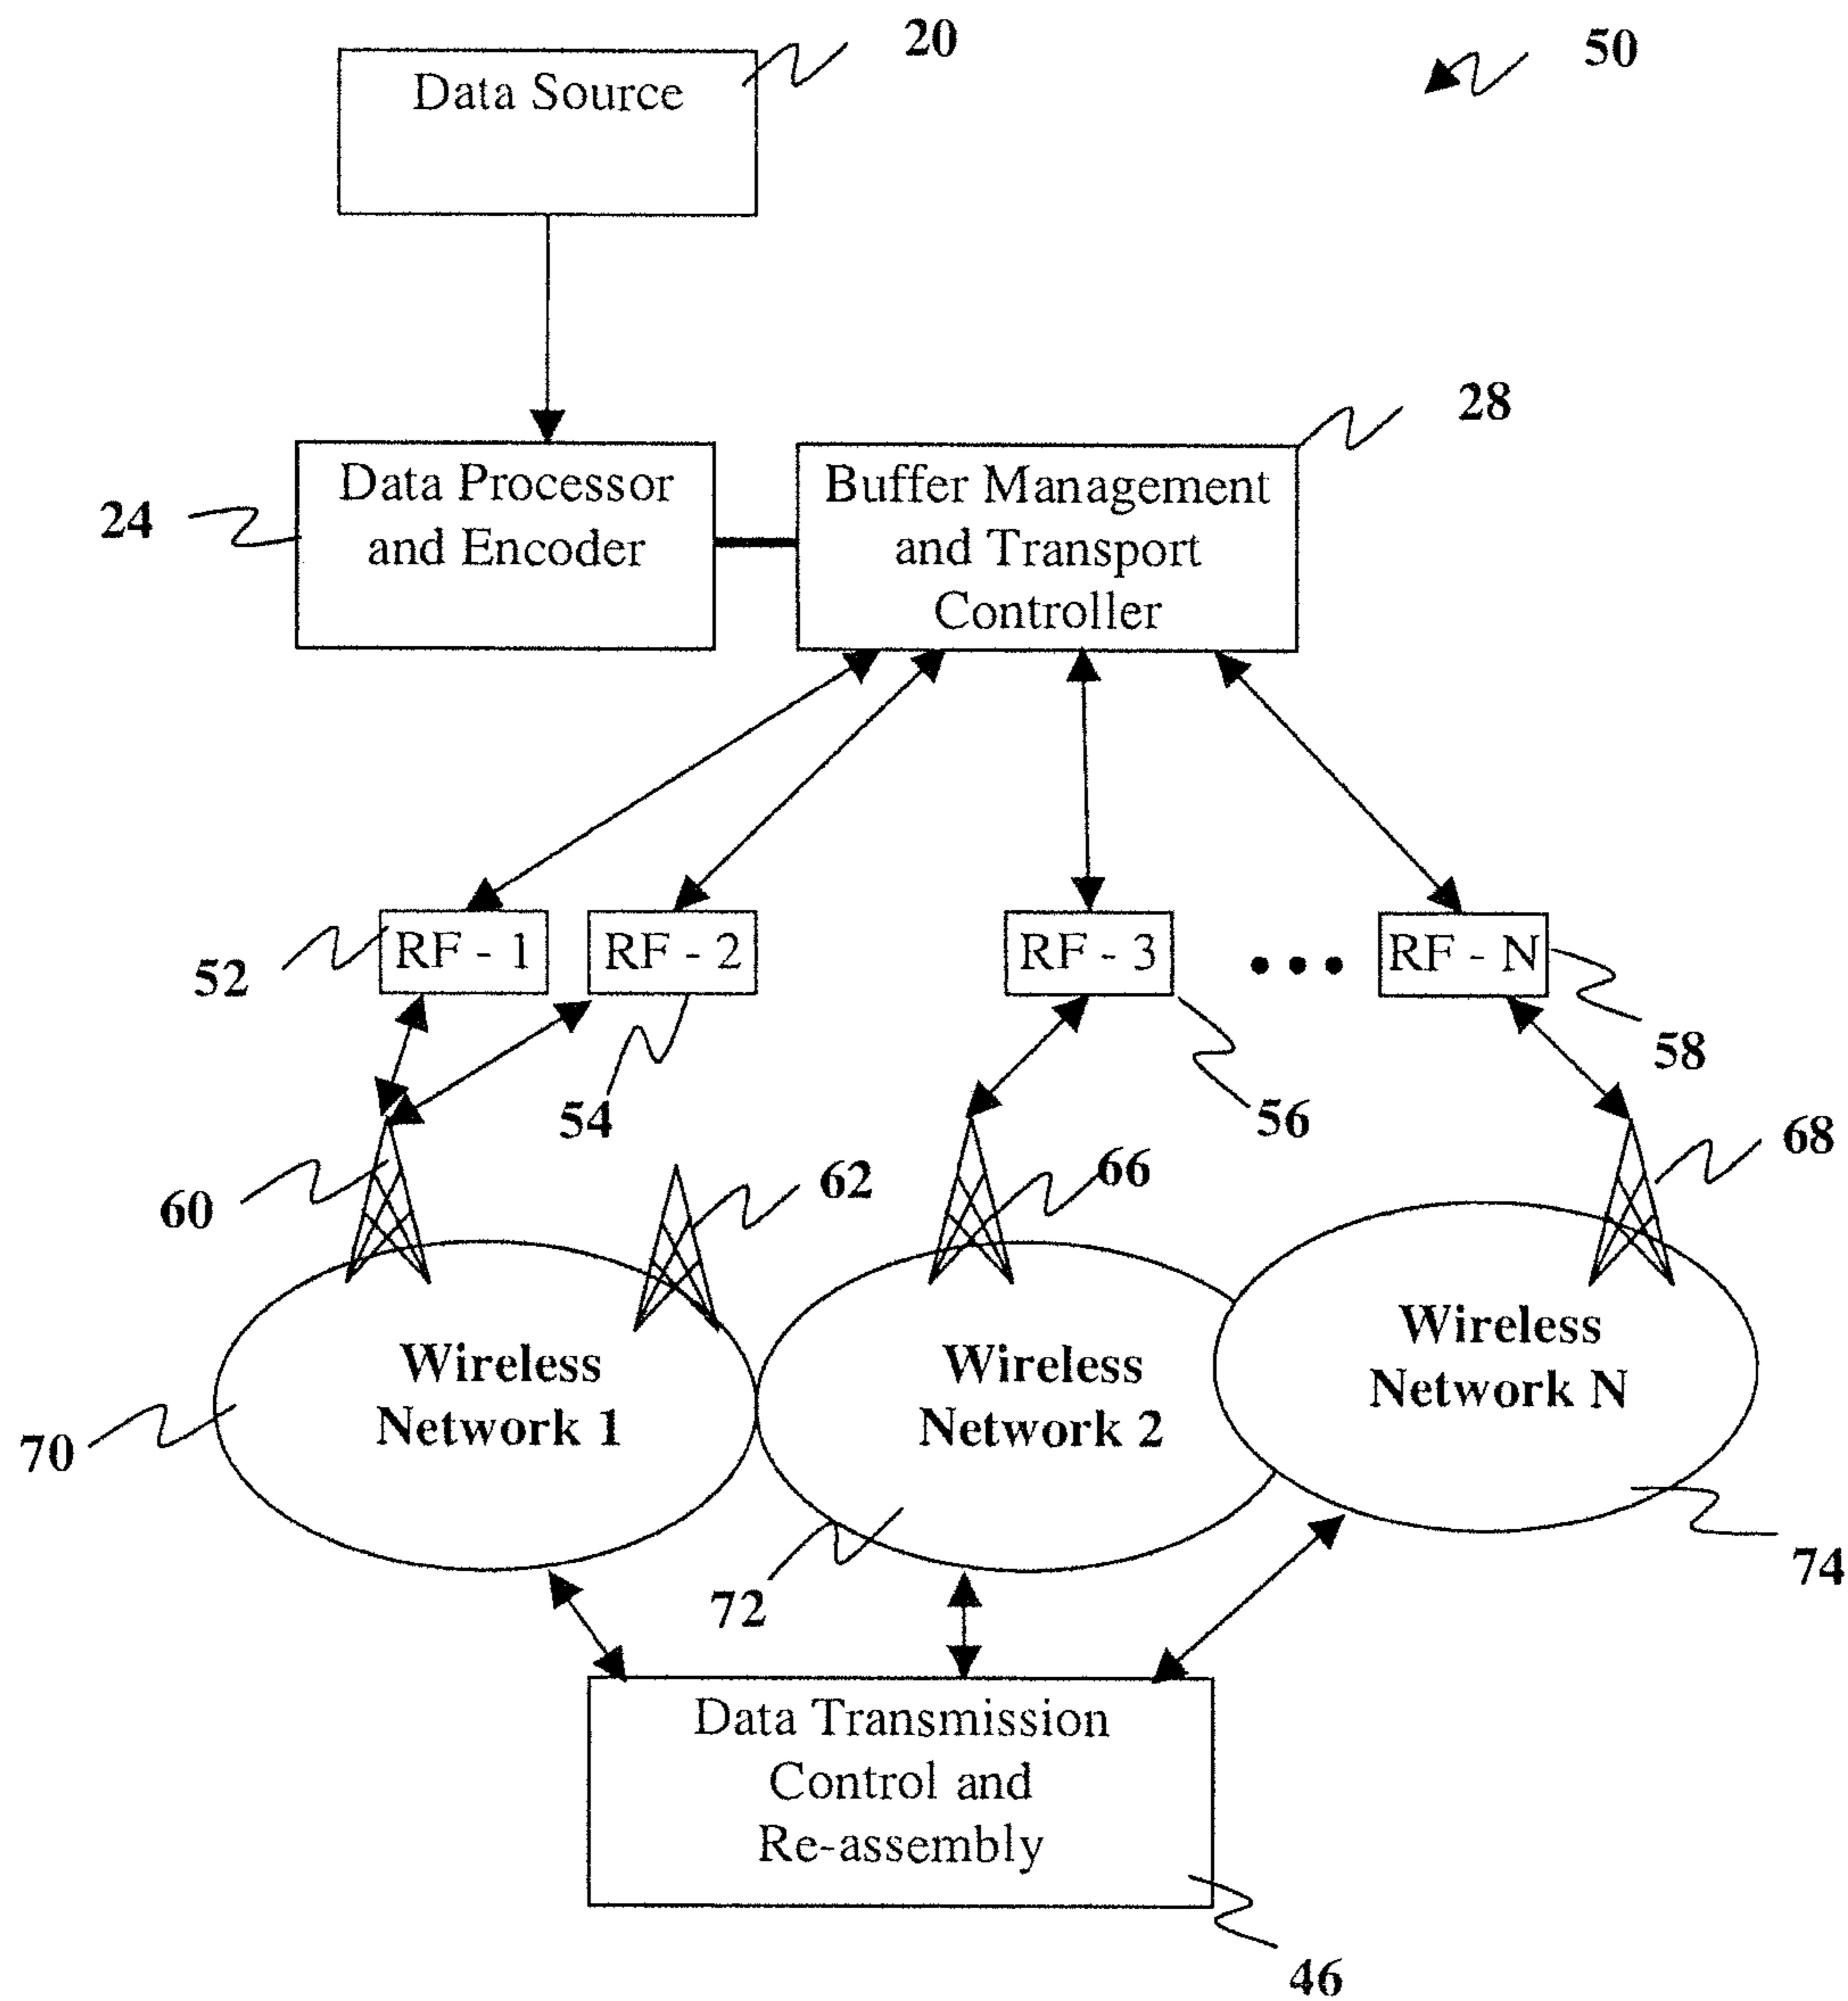 20
50
Data Source
28
24
Data Processor
and Encoder
Buffer Management
and Transport
Controller
52
RF - 1
RF - 2
RF - 3
RF - N
58
54
56
60
62
66
68
Wireless
Network 1
Wireless
Network 2
Wireless
Network N
70
72
74
Data Transmission
Control and
Re-assembly
46